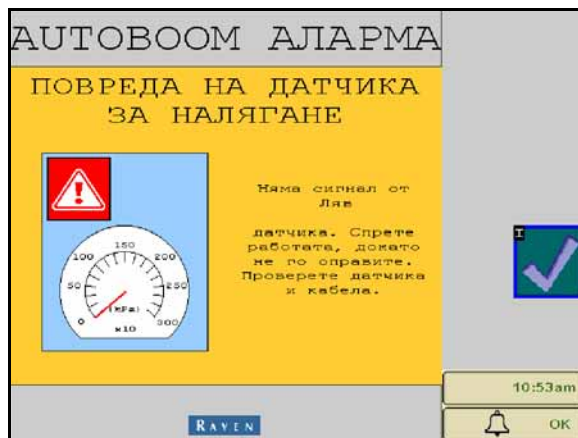 AUTOBOOM АЛАРМА
ПОВРЕДА НА ДАТЧИКА
ЗА НАЛЯГАНЕ
Няма сигнал от
Ляв
датчика. Спрете
работата, докато
не го оправите.
Проверете датчика
и кабела.
150
100 200
50 250
(kPa)
0 300
x10
I
10:53am
RAVEN
OK